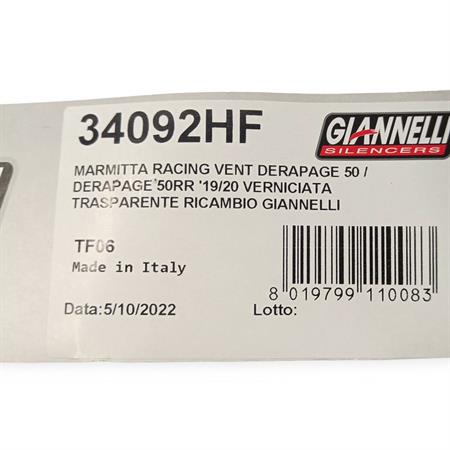 34092HF
GIANNELLI
SILENCERS
MARMITTA RACING VENT DERAPAGE 50 /
DERAPAGE 50RR '19/20 VERNICIATA
TRASPARENTE RICAMBIO GIANNELLI
TF06
Made in Italy
8 019799 110083
Data:5/10/2022
Lotto: